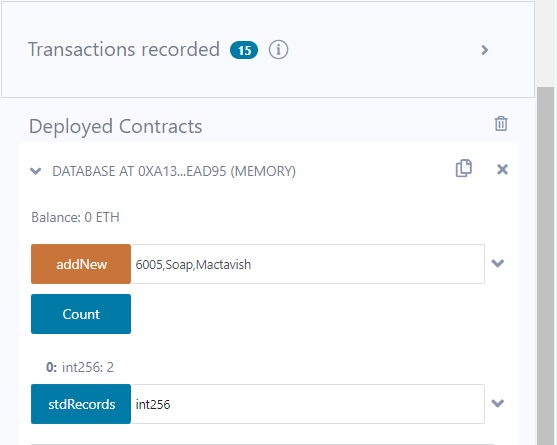 Transactions recorded 15
Deployed Contracts
DATABASE AT 0XA13...EAD95 (MEMORY)
Balance: 0 ETH
addNew 6005,Soap,Mactavish
Count
0: int256: 2
stdRecords int256